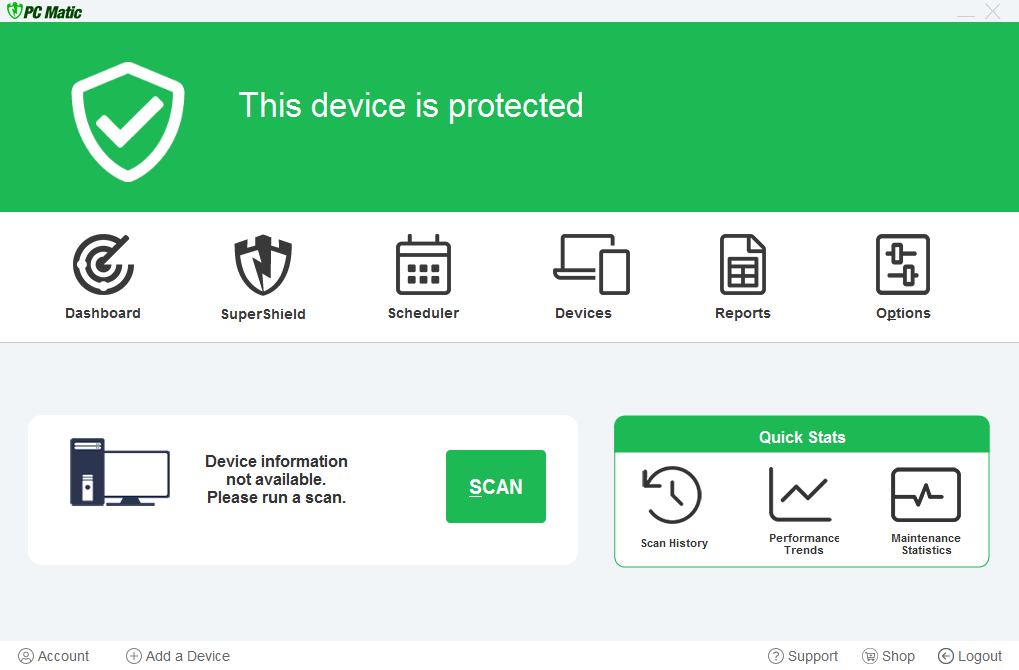 PC Matic
This device is protected
Dashboard
SuperShield
Scheduler
Devices
Reports
Options
Device information
not available.
Please run a scan.
SCAN
Quick Stats
Scan History
Performance
Trends
Maintenance
Statistics
Account
Add a Device
Support
Shop
Logout